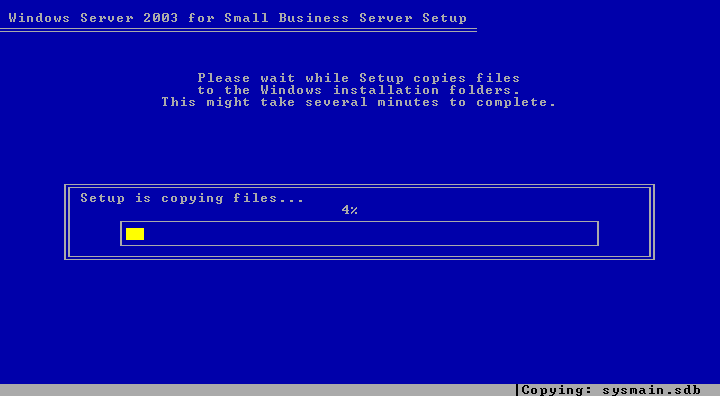 Windows Server 2003 for Small Business Server Setup
Please wait while Setup copies files
to the Windows installation folders.
This might take several minutes to complete.
Setup is copying files...
4%
Copying: sysmain.sdb